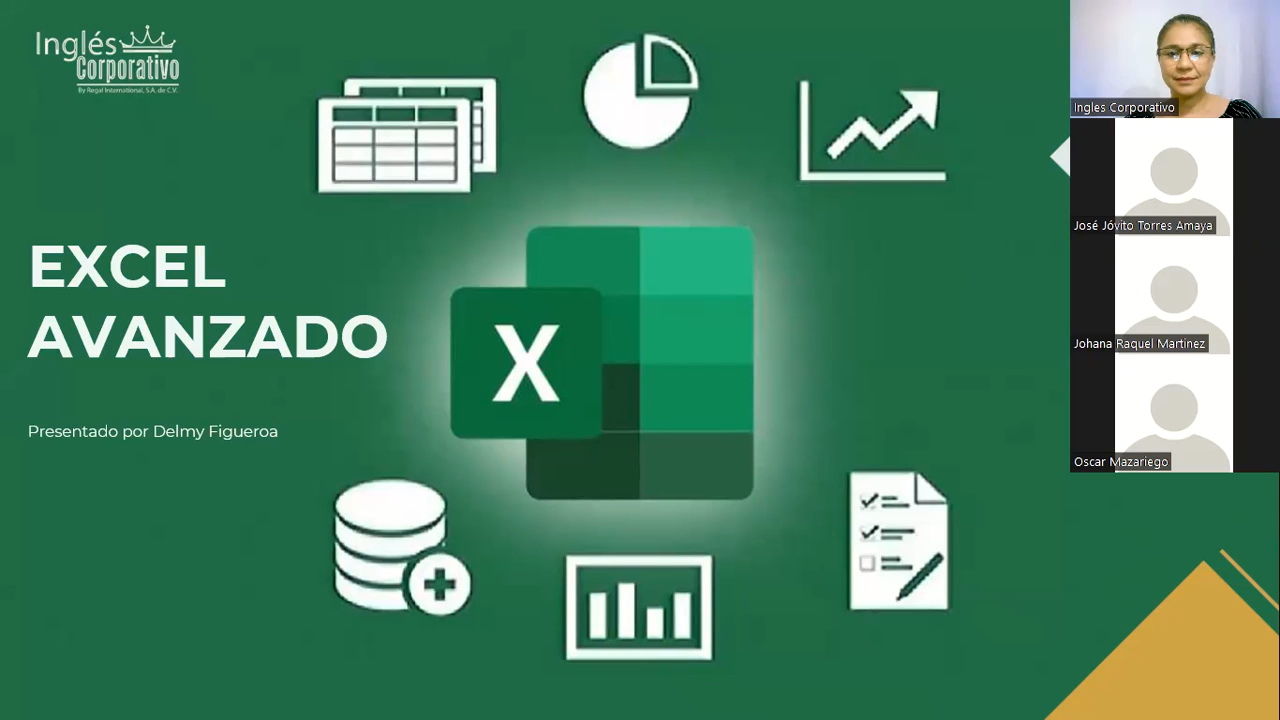 Inglés
Corporativo
By Regal International, S.A. de C.V.
EXCEL
AVANZADO
Presentado por Delmy Figueroa
X
Ingles Corporativo
José Jóvito Torres Amaya
Johana Raquel Martinez
Oscar Mazariego